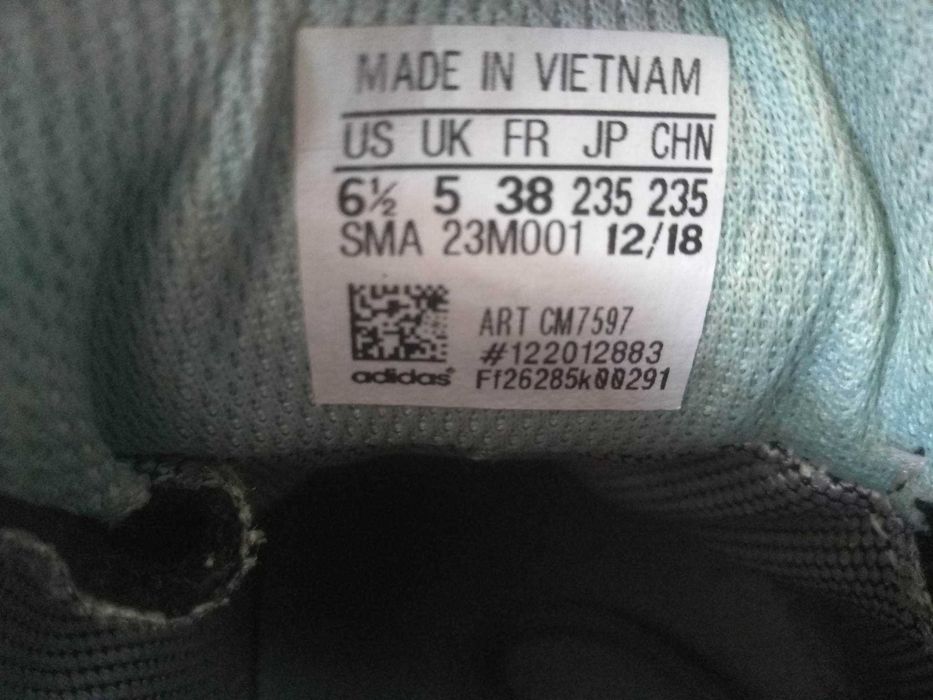 MADE IN VIETNAM
US UK FR JP CHN
6½ 5 38 235 235
SMA 23M001 12/18
ART CM7597
#122012883
adidas Ff26285k00291